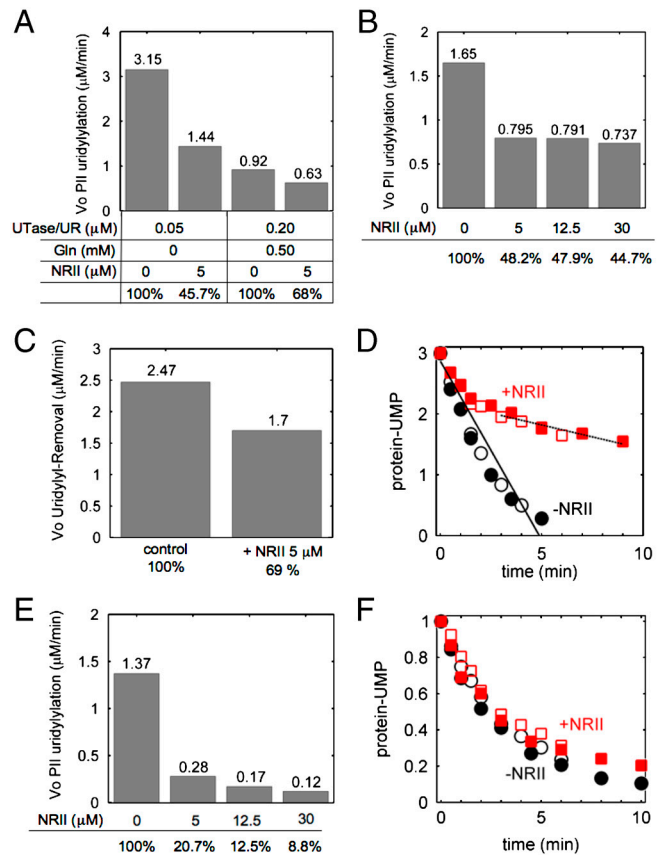 A
Vo PII uridylylation (μM/min)
4
3
2
1
0
3.15
1.44
0.92
0.63
UTase/UR (μM) 0.05 0.20
Gln (mM) 0 0.50
NRII (μM) 0 5 0 5
100% 45.7% 100% 68%
B
Vo PII uridylylation (μM/min)
2
1.5
1
0.5
0
1.65
0.795
0.791
0.737
NRII (μM) 0 5 12.5 30
100% 48.2% 47.9% 44.7%
C
Vo Uridylyl-Removal (μM/min)
3
2.5
2
1.5
1
0.5
0
2.47
1.7
control + NRII 5 μM
100% 69 %
D
protein-UMP
3
2
1
0
+NRII
-NRII
0 5 10
time (min)
E
Vo PII uridylylation (μM/min)
2
1.5
1
0.5
0
1.37
0.28
0.17
0.12
NRII (μM) 0 5 12.5 30
100% 20.7% 12.5% 8.8%
F
protein-UMP
1
0.8
0.6
0.4
0.2
0
+NRII
-NRII
0 5 10
time (min)